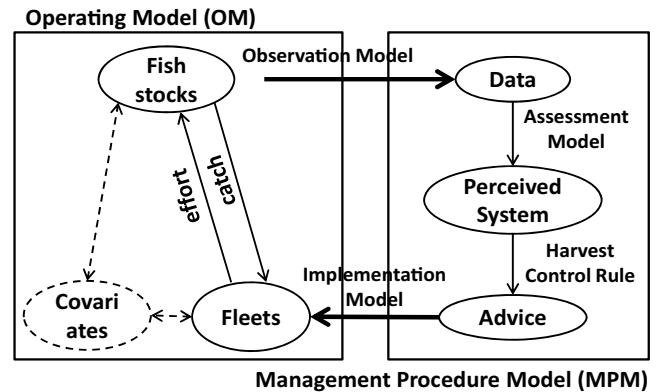 Operating Model (OM)
Observation Model
Fish
stocks
effort
catch
Covari
ates
Fleets
Data
Assessment
Model
Perceived
System
Harvest
Control Rule
Advice
Implementation
Model
Management Procedure Model (MPM)